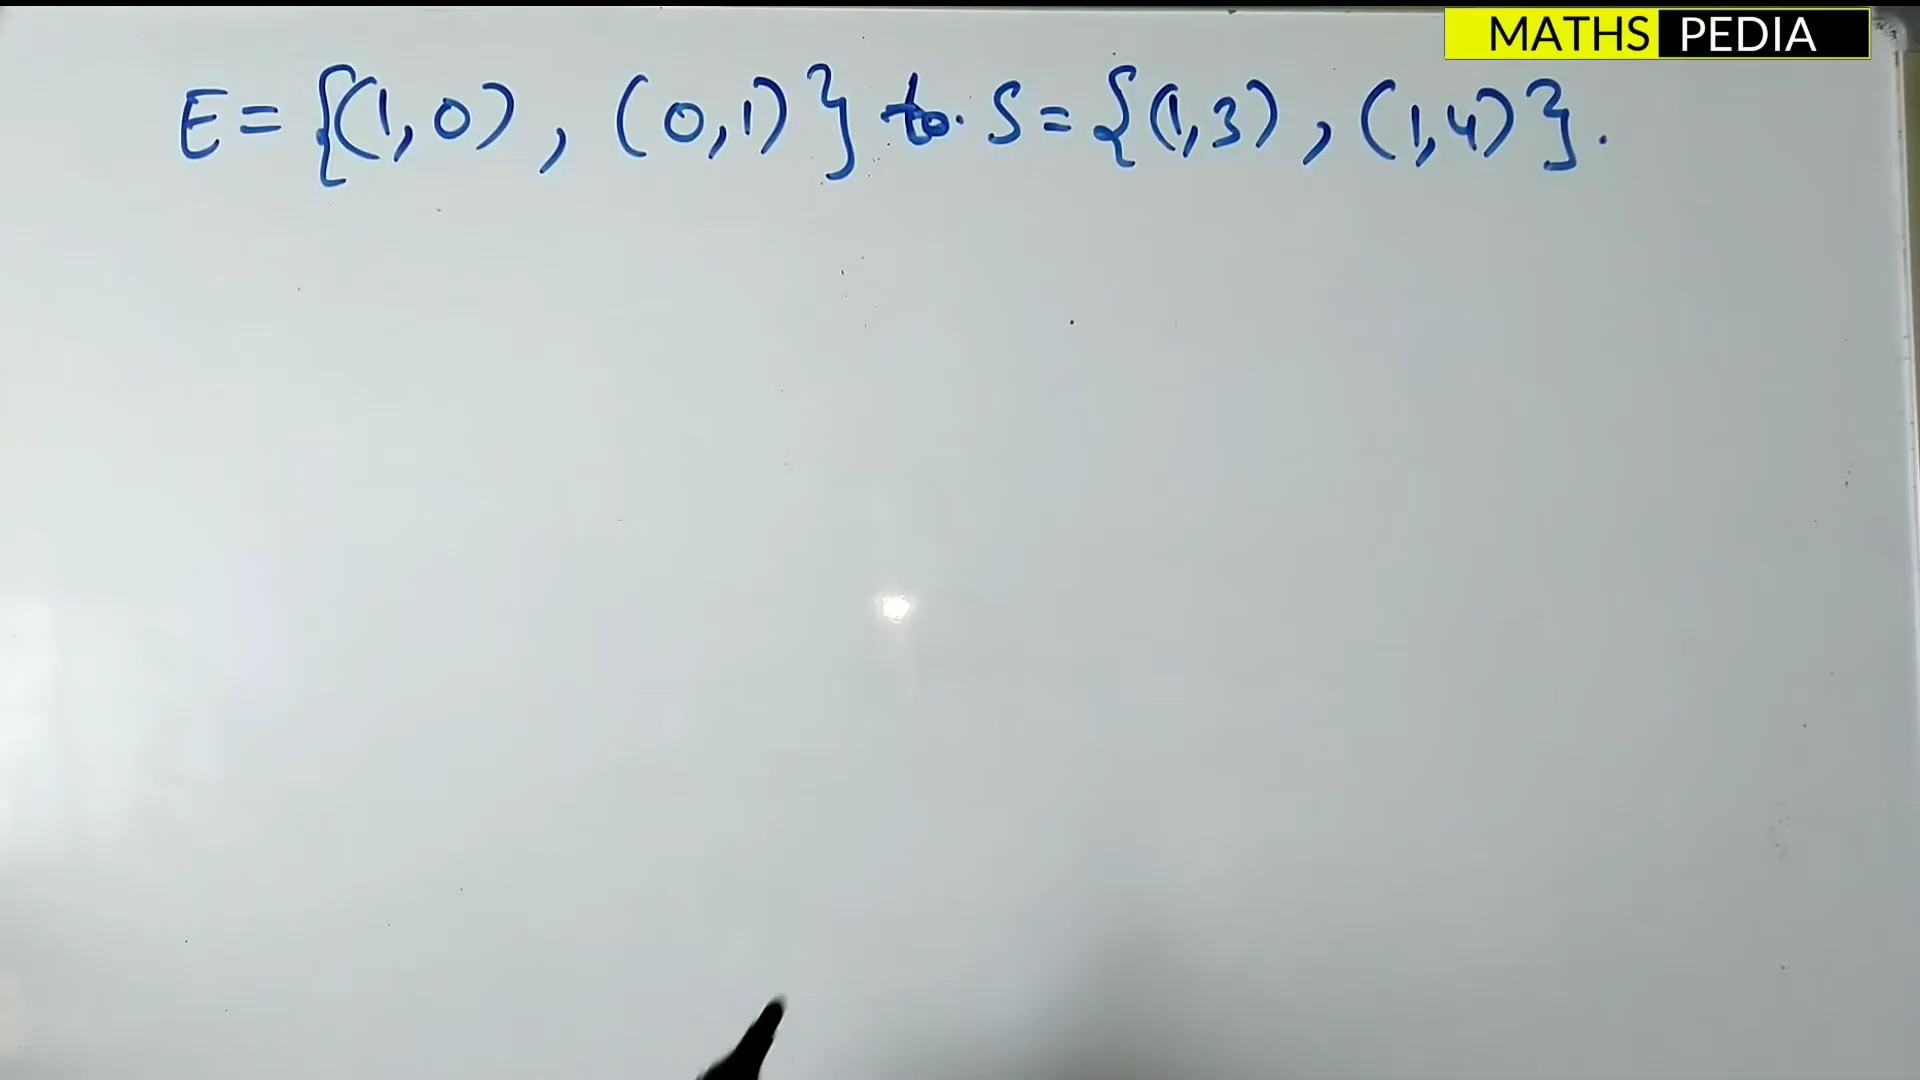 MATHS PEDIA
E = {(1,0), (0,1)} to. S = {(1,3), (1,4)}.